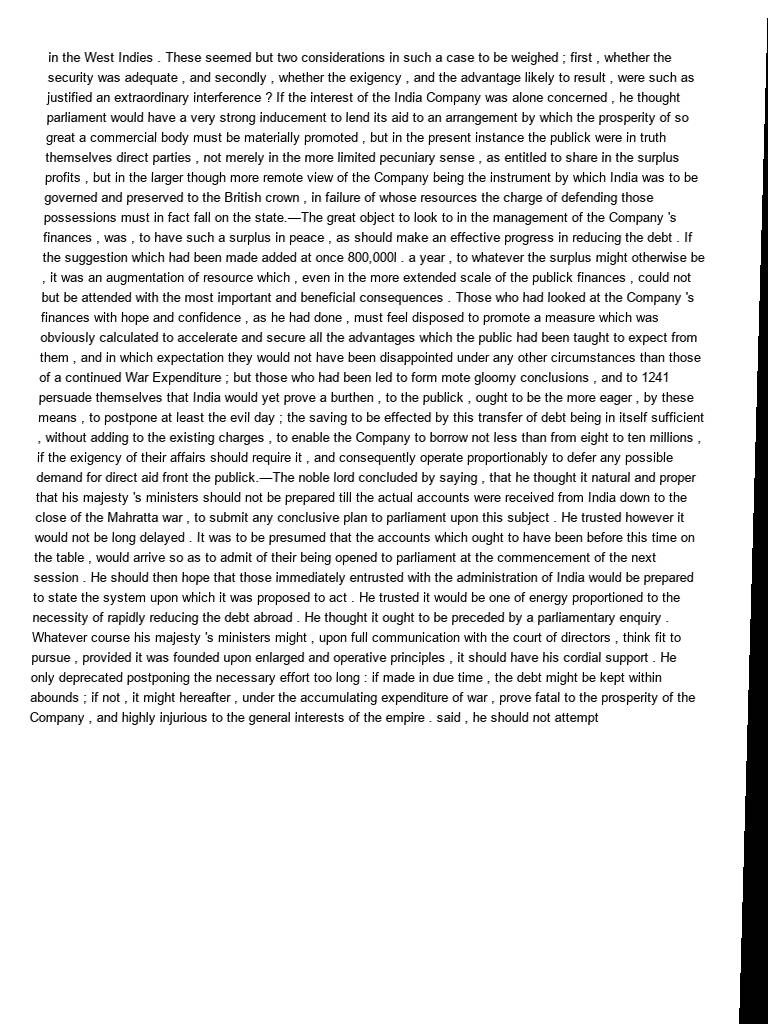 in the West Indies . These seemed but two considerations in such a case to be weighed ; first , whether the
security was adequate , and secondly , whether the exigency , and the advantage likely to result , were such as
justified an extraordinary interference ? If the interest of the India Company was alone concerned , he thought
parliament would have a very strong inducement to lend its aid to an arrangement by which the prosperity of so
great a commercial body must be materially promoted , but in the present instance the publick were in truth
themselves direct parties , not merely in the more limited pecuniary sense , as entitled to share in the surplus
profits , but in the larger though more remote view of the Company being the instrument by which India was to be
governed and preserved to the British crown , in failure of whose resources the charge of defending those
possessions must in fact fall on the state.—The great object to look to in the management of the Company 's
finances , was , to have such a surplus in peace , as should make an effective progress in reducing the debt . If
the suggestion which had been made added at once 800,000l . a year , to whatever the surplus might otherwise be
, it was an augmentation of resource which , even in the more extended scale of the publick finances , could not
but be attended with the most important and beneficial consequences . Those who had looked at the Company 's
finances with hope and confidence , as he had done , must feel disposed to promote a measure which was
obviously calculated to accelerate and secure all the advantages which the public had been taught to expect from
them , and in which expectation they would not have been disappointed under any other circumstances than those
of a continued War Expenditure ; but those who had been led to form mote gloomy conclusions , and to 1241
persuade themselves that India would yet prove a burthen , to the publick , ought to be the more eager , by these
means , to postpone at least the evil day ; the saving to be effected by this transfer of debt being in itself sufficient
, without adding to the existing charges , to enable the Company to borrow not less than from eight to ten millions ,
if the exigency of their affairs should require it , and consequently operate proportionably to defer any possible
demand for direct aid front the publick.—The noble lord concluded by saying , that he thought it natural and proper
that his majesty 's ministers should not be prepared till the actual accounts were received from India down to the
close of the Mahratta war , to submit any conclusive plan to parliament upon this subject . He trusted however it
would not be long delayed . It was to be presumed that the accounts which ought to have been before this time on
the table , would arrive so as to admit of their being opened to parliament at the commencement of the next
session . He should then hope that those immediately entrusted with the administration of India would be prepared
to state the system upon which it was proposed to act . He trusted it would be one of energy proportioned to the
necessity of rapidly reducing the debt abroad . He thought it ought to be preceded by a parliamentary enquiry .
Whatever course his majesty 's ministers might , upon full communication with the court of directors , think fit to
pursue , provided it was founded upon enlarged and operative principles , it should have his cordial support . He
only deprecated postponing the necessary effort too long : if made in due time , the debt might be kept within
abounds ; if not , it might hereafter , under the accumulating expenditure of war , prove fatal to the prosperity of the
Company , and highly injurious to the general interests of the empire . said , he should not attempt